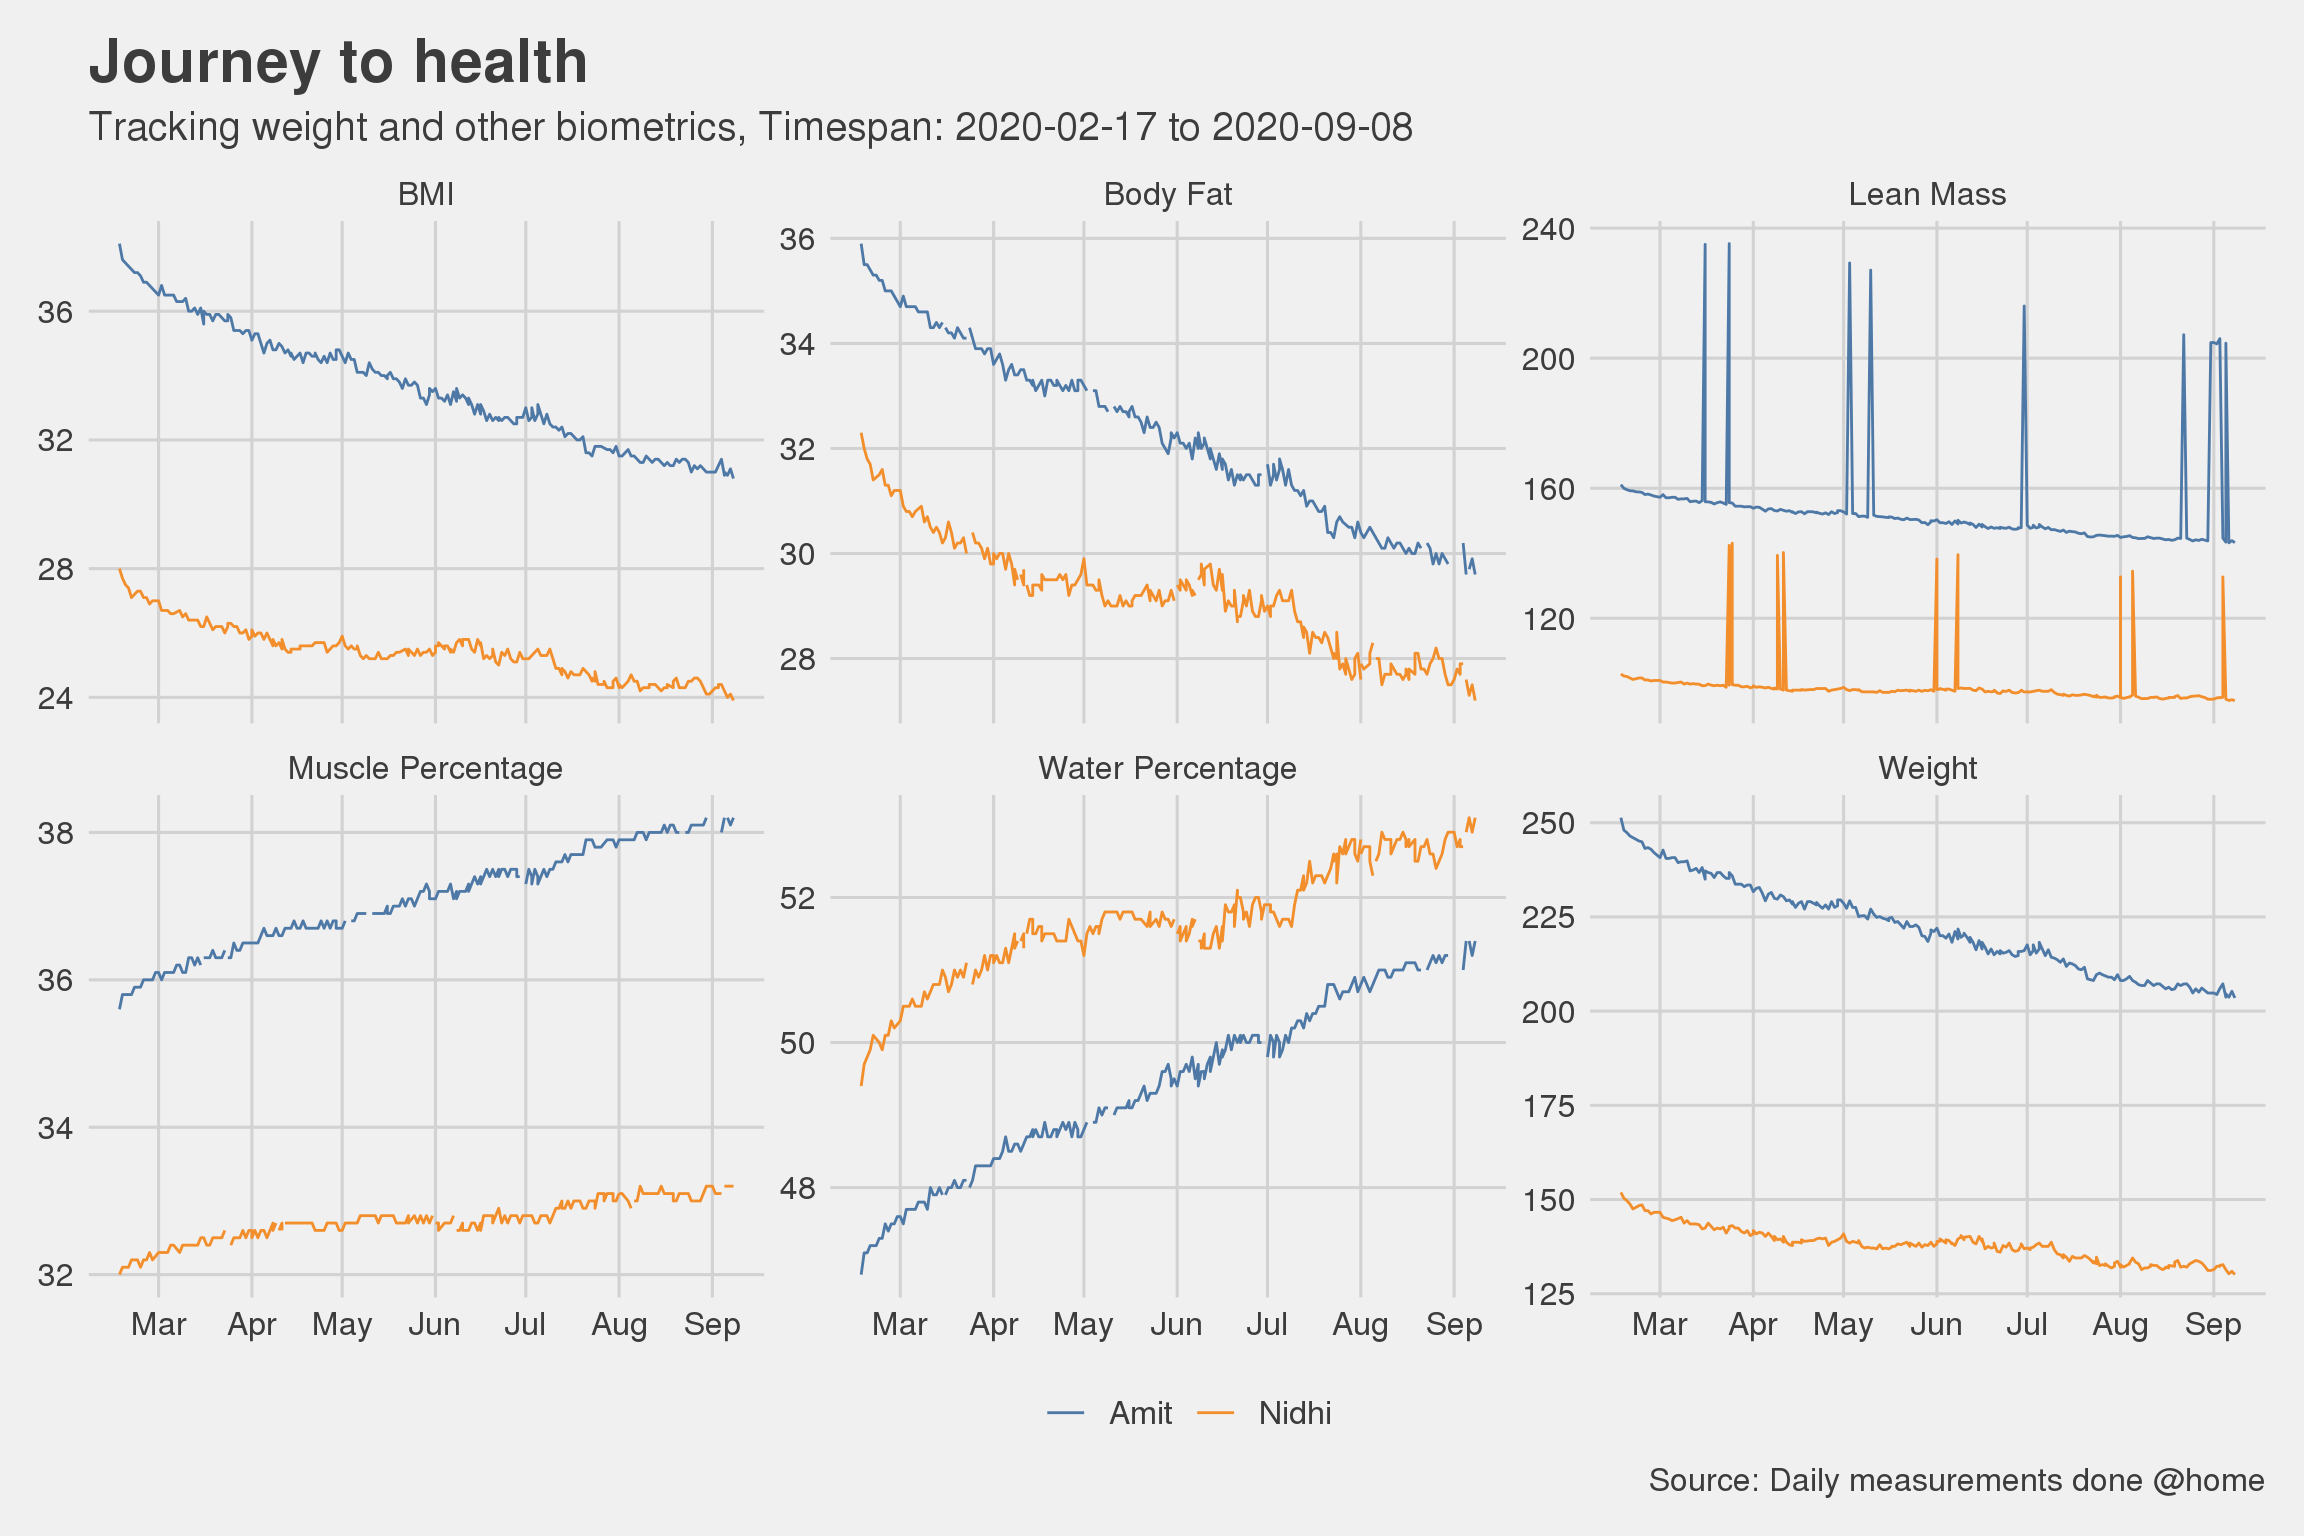 Journey to health
Tracking weight and other biometrics, Timespan: 2020-02-17 to 2020-09-08
BMI
36
32
28
24
Body Fat
36
34
32
30
28
Lean Mass
240
200
160
120
Muscle Percentage
38
36
34
32
Mar Apr May Jun Jul Aug Sep
Water Percentage
52
50
48
Mar Apr May Jun Jul Aug Sep
Weight
250
225
200
175
150
125
Mar Apr May Jun Jul Aug Sep
Amit Nidhi
Source: Daily measurements done @home